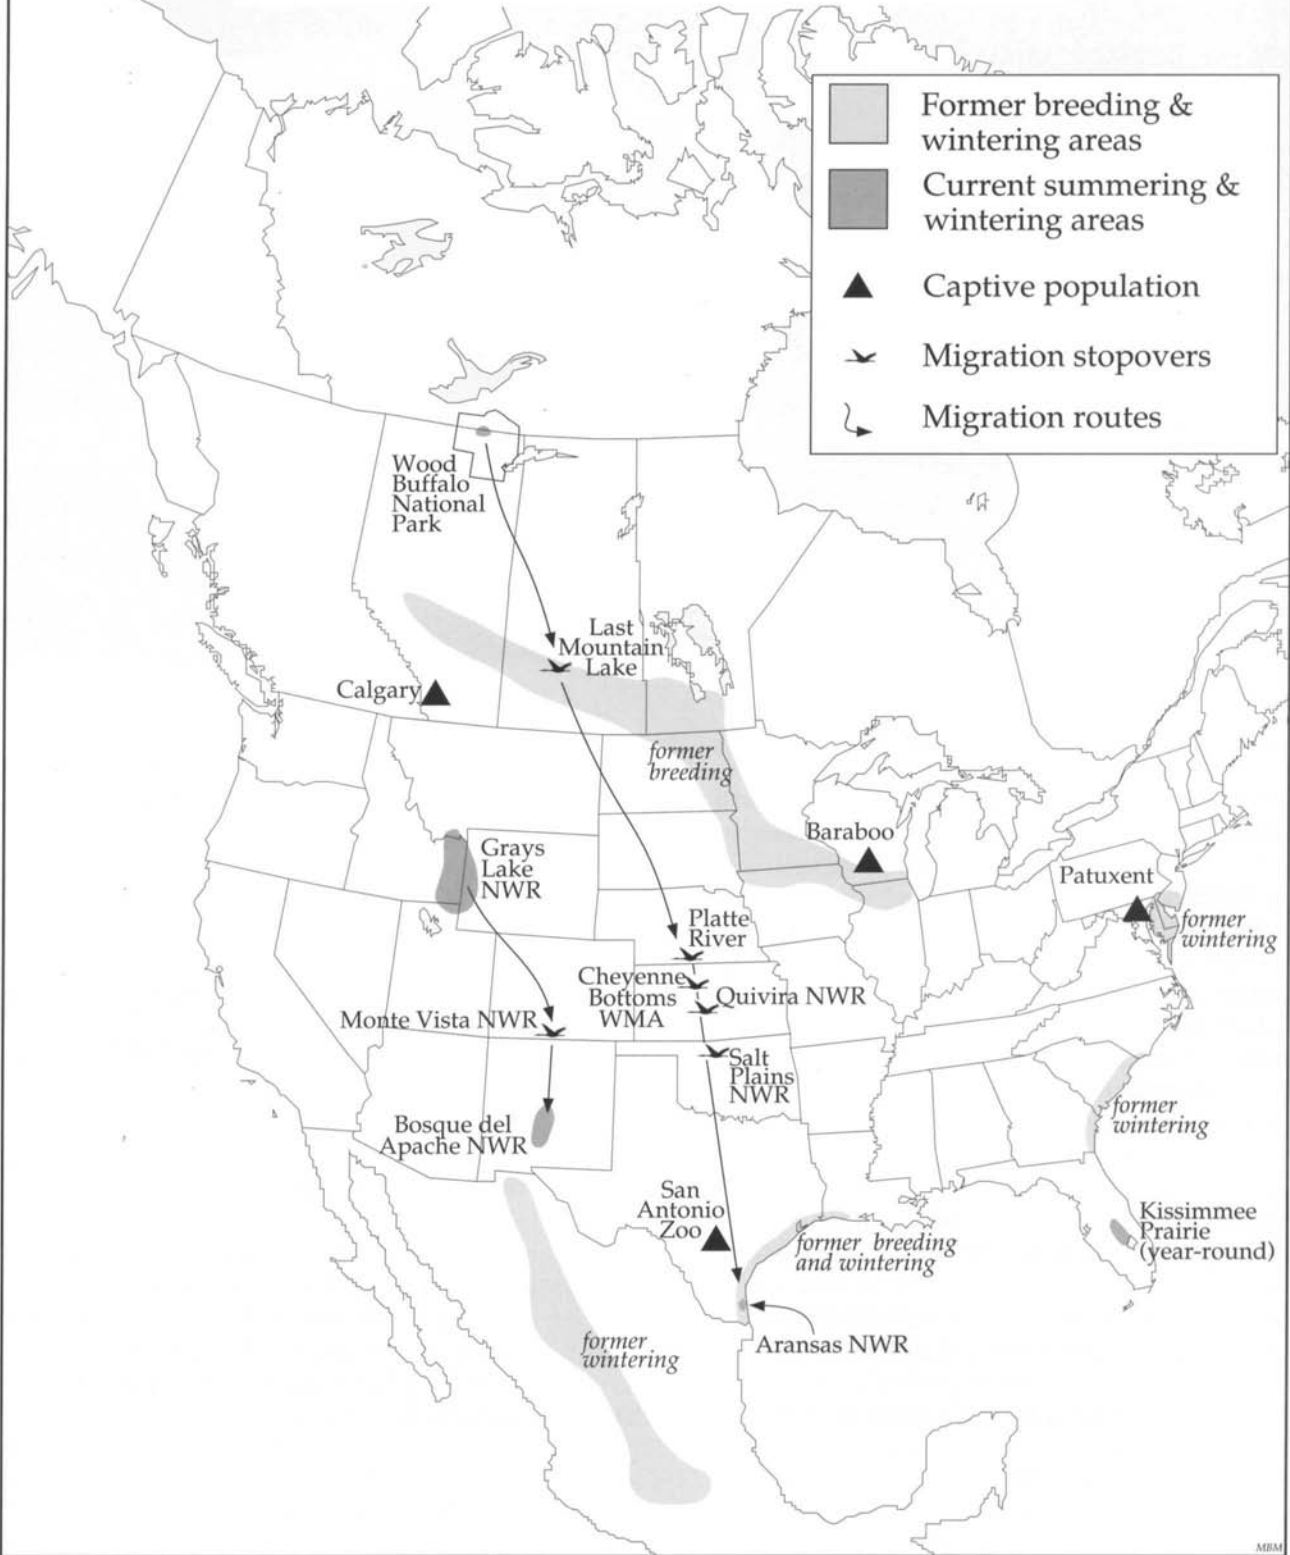 Former breeding &
wintering areas
Current summering &
wintering areas
Captive population
Migration stopovers
Migration routes
Wood
Buffalo
National
Park
Last
Mountain
Lake
Calgary
former
breeding
Baraboo
Grays
Lake
NWR
Patuxent
former
wintering
Platte
River
Cheyenne
Bottoms
WMA
Quivira NWR
Monte Vista NWR
Salt
Plains
NWR
Bosque del
Apache NWR
former
wintering
San
Antonio
Zoo
Kissimmee
Prairie
(year-round)
former breeding
and wintering
Aransas NWR
former
wintering
MBM